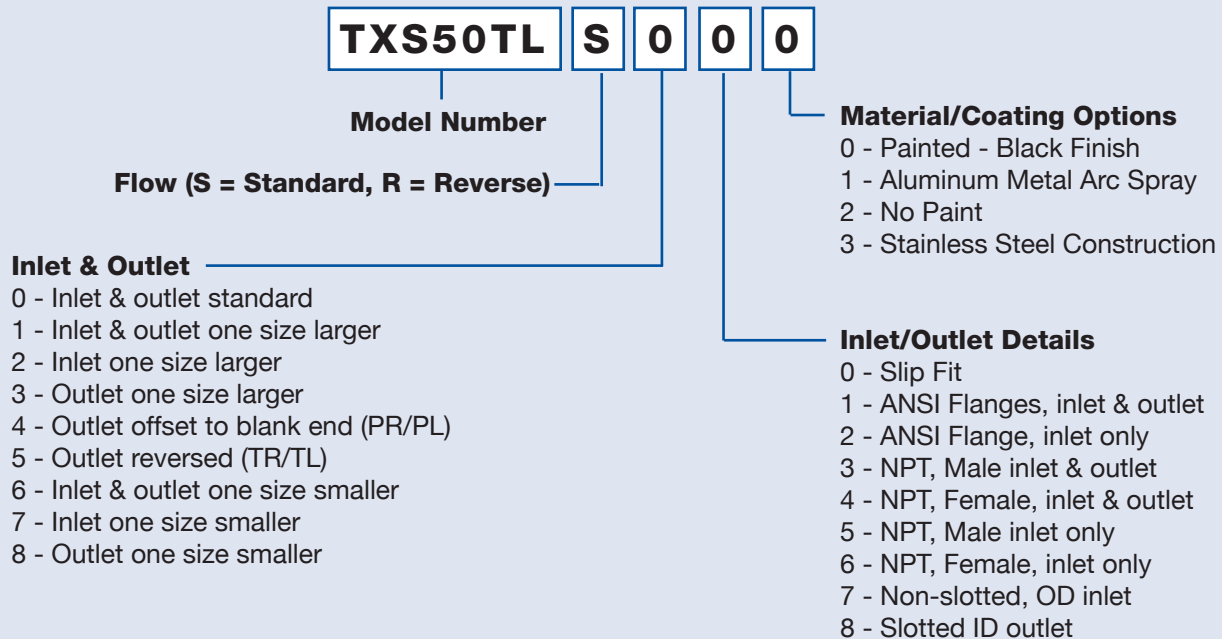 TXS50TL S 0 0 0
Model Number
Flow (S = Standard, R = Reverse)
Inlet & Outlet
0 - Inlet & outlet standard
1 - Inlet & outlet one size larger
2 - Inlet one size larger
3 - Outlet one size larger
4 - Outlet offset to blank end (PR/PL)
5 - Outlet reversed (TR/TL)
6 - Inlet & outlet one size smaller
7 - Inlet one size smaller
8 - Outlet one size smaller
Material/Coating Options
0 - Painted - Black Finish
1 - Aluminum Metal Arc Spray
2 - No Paint
3 - Stainless Steel Construction
Inlet/Outlet Details
0 - Slip Fit
1 - ANSI Flanges, inlet & outlet
2 - ANSI Flange, inlet only
3 - NPT, Male inlet & outlet
4 - NPT, Female, inlet & outlet
5 - NPT, Male inlet only
6 - NPT, Female, inlet only
7 - Non-slotted, OD inlet
8 - Slotted ID outlet